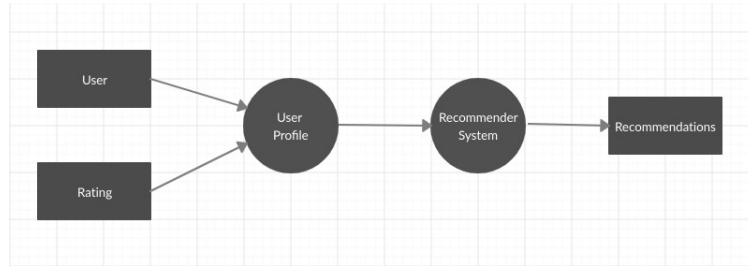 User
Rating
User
Profile
Recommender
System
Recommendations